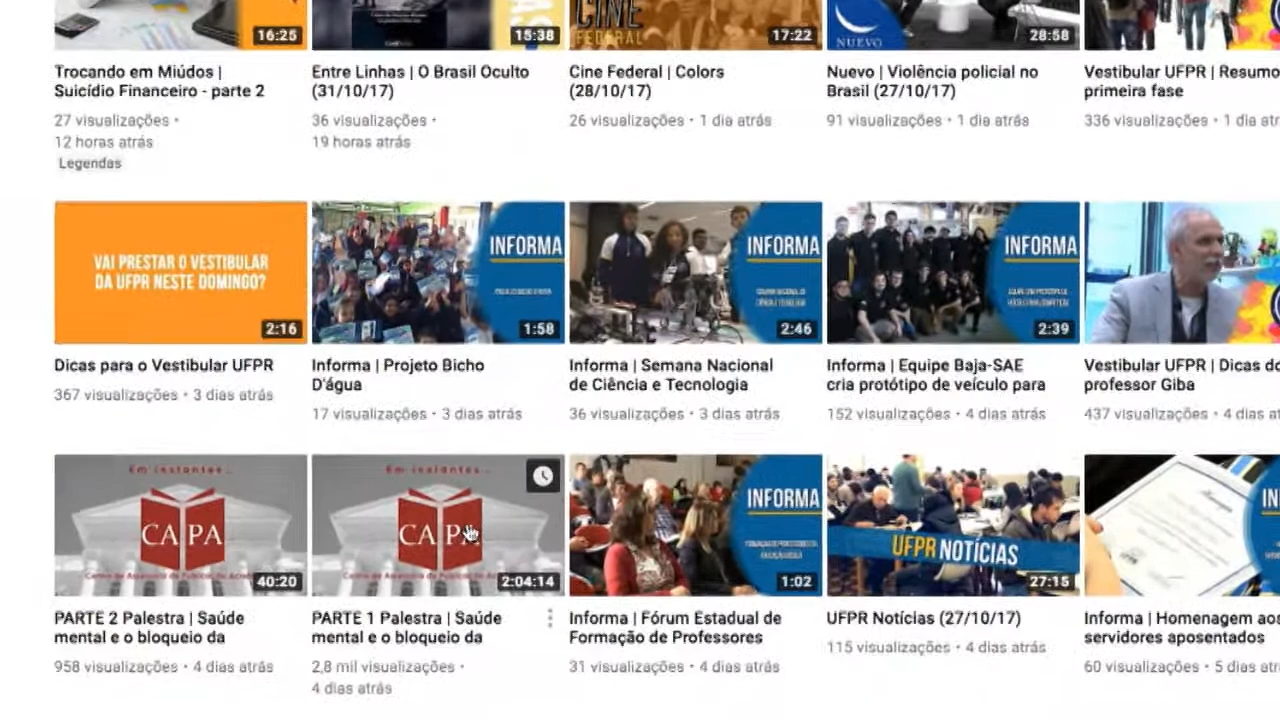 16:25
15:38
CINE
FEDERAL
17:22
NUEVO
28:58
Trocando em Miúdos |
Suicídio Financeiro - parte 2
27 visualizações •
12 horas atrás
Legendas
Entre Linhas | O Brasil Oculto
(31/10/17)
36 visualizações •
19 horas atrás
Cine Federal | Colors
(28/10/17)
26 visualizações • 1 dia atrás
Nuevo | Violência policial no
Brasil (27/10/17)
91 visualizações • 1 dia atrás
Vestibular UFPR | Resumo
primeira fase
336 visualizações • 1 dia atr
VAI PRESTAR O VESTIBULAR
DA UFPR NESTE DOMINGO?
2:16
INFORMA
1:58
INFORMA
SEMANA NACIONAL DE
CIÊNCIA E TECNOLOGIA
2:46
INFORMA
2:39
Dicas para o Vestibular UFPR
367 visualizações • 3 dias atrás
Informa | Projeto Bicho
D'água
17 visualizações • 3 dias atrás
Informa | Semana Nacional
de Ciência e Tecnologia
36 visualizações • 3 dias atrás
Informa | Equipe Baja-SAE
cria protótipo de veículo para
152 visualizações • 4 dias atrás
Vestibular UFPR | Dicas do
professor Giba
437 visualizações • 4 dias at
Em instantes...
CAPA
40:20
Em instantes...
CAPA
2:04:14
INFORMA
1:02
UFPR NOTÍCIAS
27:15
PARTE 2 Palestra | Saúde
mental e o bloqueio da
958 visualizações • 4 dias atrás
PARTE 1 Palestra | Saúde
mental e o bloqueio da
2,8 mil visualizações •
4 dias atrás
Informa | Fórum Estadual de
Formação de Professores
31 visualizações • 4 dias atrás
UFPR Notícias (27/10/17)
115 visualizações • 4 dias atrás
Informa | Homenagem aos
servidores aposentados
60 visualizações • 5 dias atr